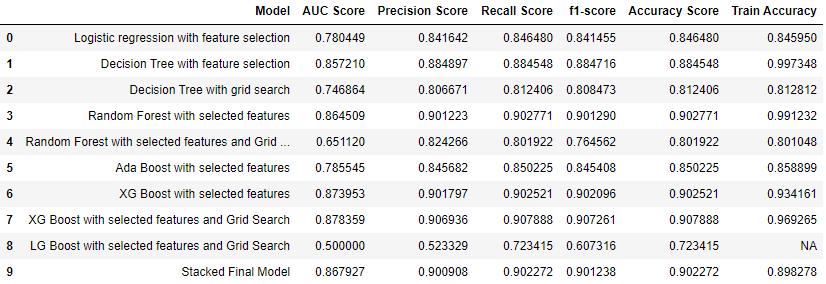 Model AUC Score Precision Score Recall Score f1-score Accuracy Score Train Accuracy
0 Logistic regression with feature selection 0.780449 0.841642 0.846480 0.841455 0.846480 0.845950
1 Decision Tree with feature selection 0.857210 0.884897 0.884548 0.884716 0.884548 0.997348
2 Decision Tree with grid search 0.746864 0.806671 0.812406 0.808473 0.812406 0.812812
3 Random Forest with selected features 0.864509 0.901223 0.902771 0.901290 0.902771 0.991232
4 Random Forest with selected features and Grid ... 0.651120 0.824266 0.801922 0.764562 0.801922 0.801048
5 Ada Boost with selected features 0.785545 0.845682 0.850225 0.845408 0.850225 0.858899
6 XG Boost with selected features 0.873953 0.901797 0.902521 0.902096 0.902521 0.934161
7 XG Boost with selected features and Grid Search 0.878359 0.906936 0.907888 0.907261 0.907888 0.969265
8 LG Boost with selected features and Grid Search 0.500000 0.523329 0.723415 0.607316 0.723415 NA
9 Stacked Final Model 0.867927 0.900908 0.902272 0.901238 0.902272 0.898278